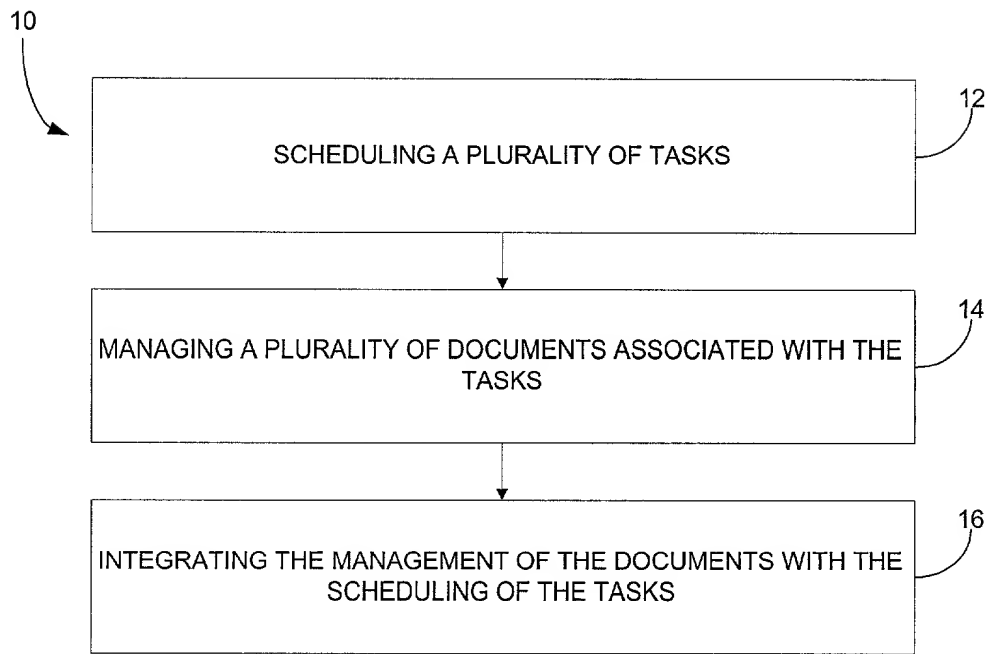 10
SCHEDULING A PLURALITY OF TASKS
12
MANAGING A PLURALITY OF DOCUMENTS ASSOCIATED WITH THE
TASKS
14
INTEGRATING THE MANAGEMENT OF THE DOCUMENTS WITH THE
SCHEDULING OF THE TASKS
16